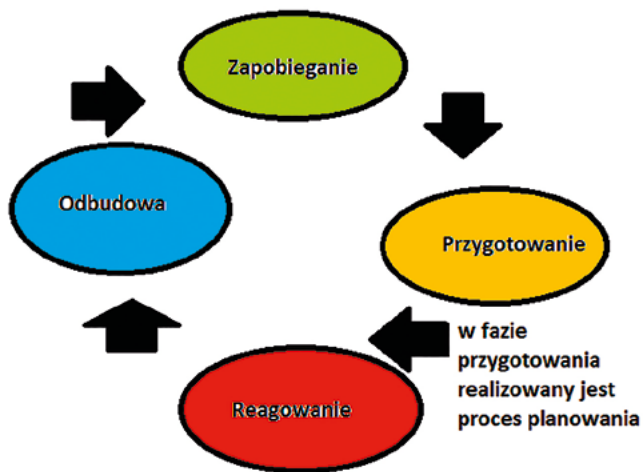 Zapobieganie
Odbudowa
Przygotowanie
w fazie
przygotowania
realizowany jest
proces planowania
Reagowanie